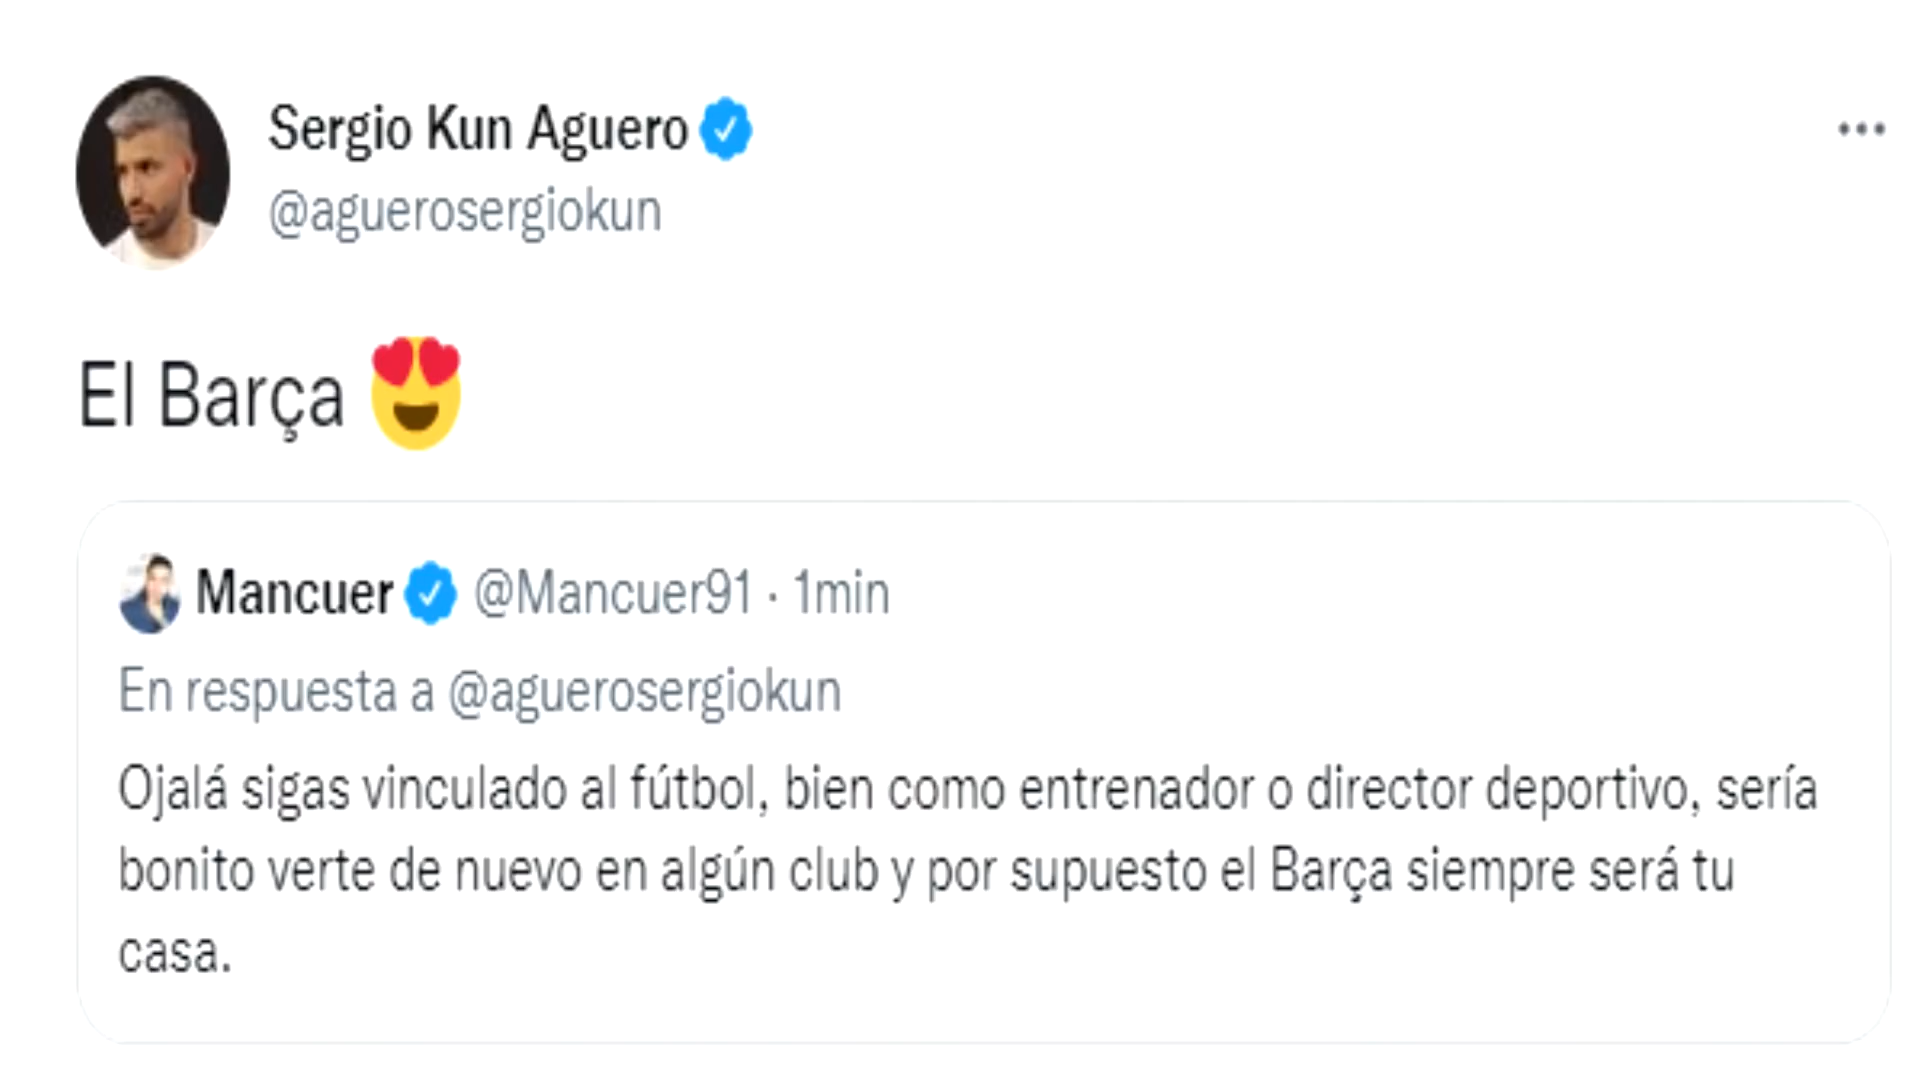 Sergio Kun Aguero
@aguerosergiokun
El Barça 😍
Mancuer @Mancuer91 · 1min
En respuesta a @aguerosergiokun
Ojalá sigas vinculado al fútbol, bien como entrenador o director deportivo, sería
bonito verte de nuevo en algún club y por supuesto el Barça siempre será tu
casa.